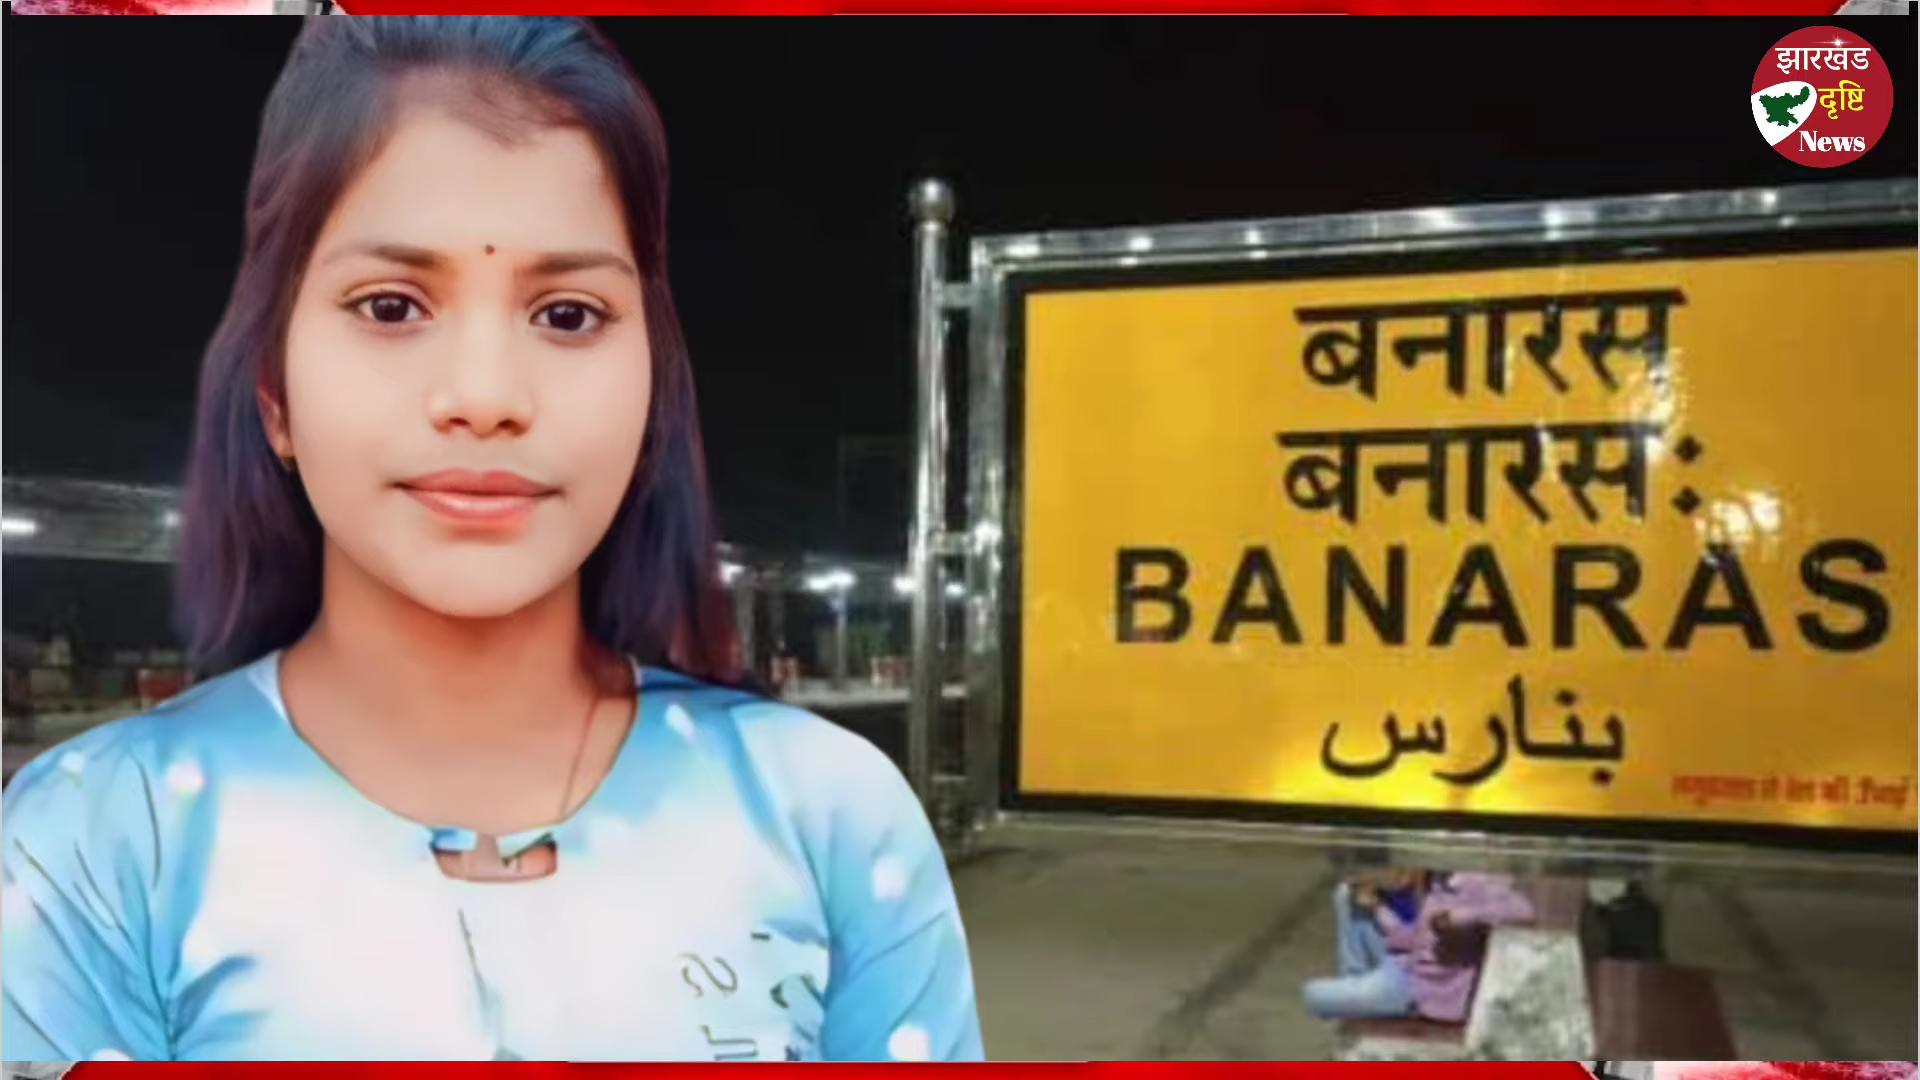 झारखंड
दृष्टि
News
बनारस
बनारस:
BANARAS
بنارس